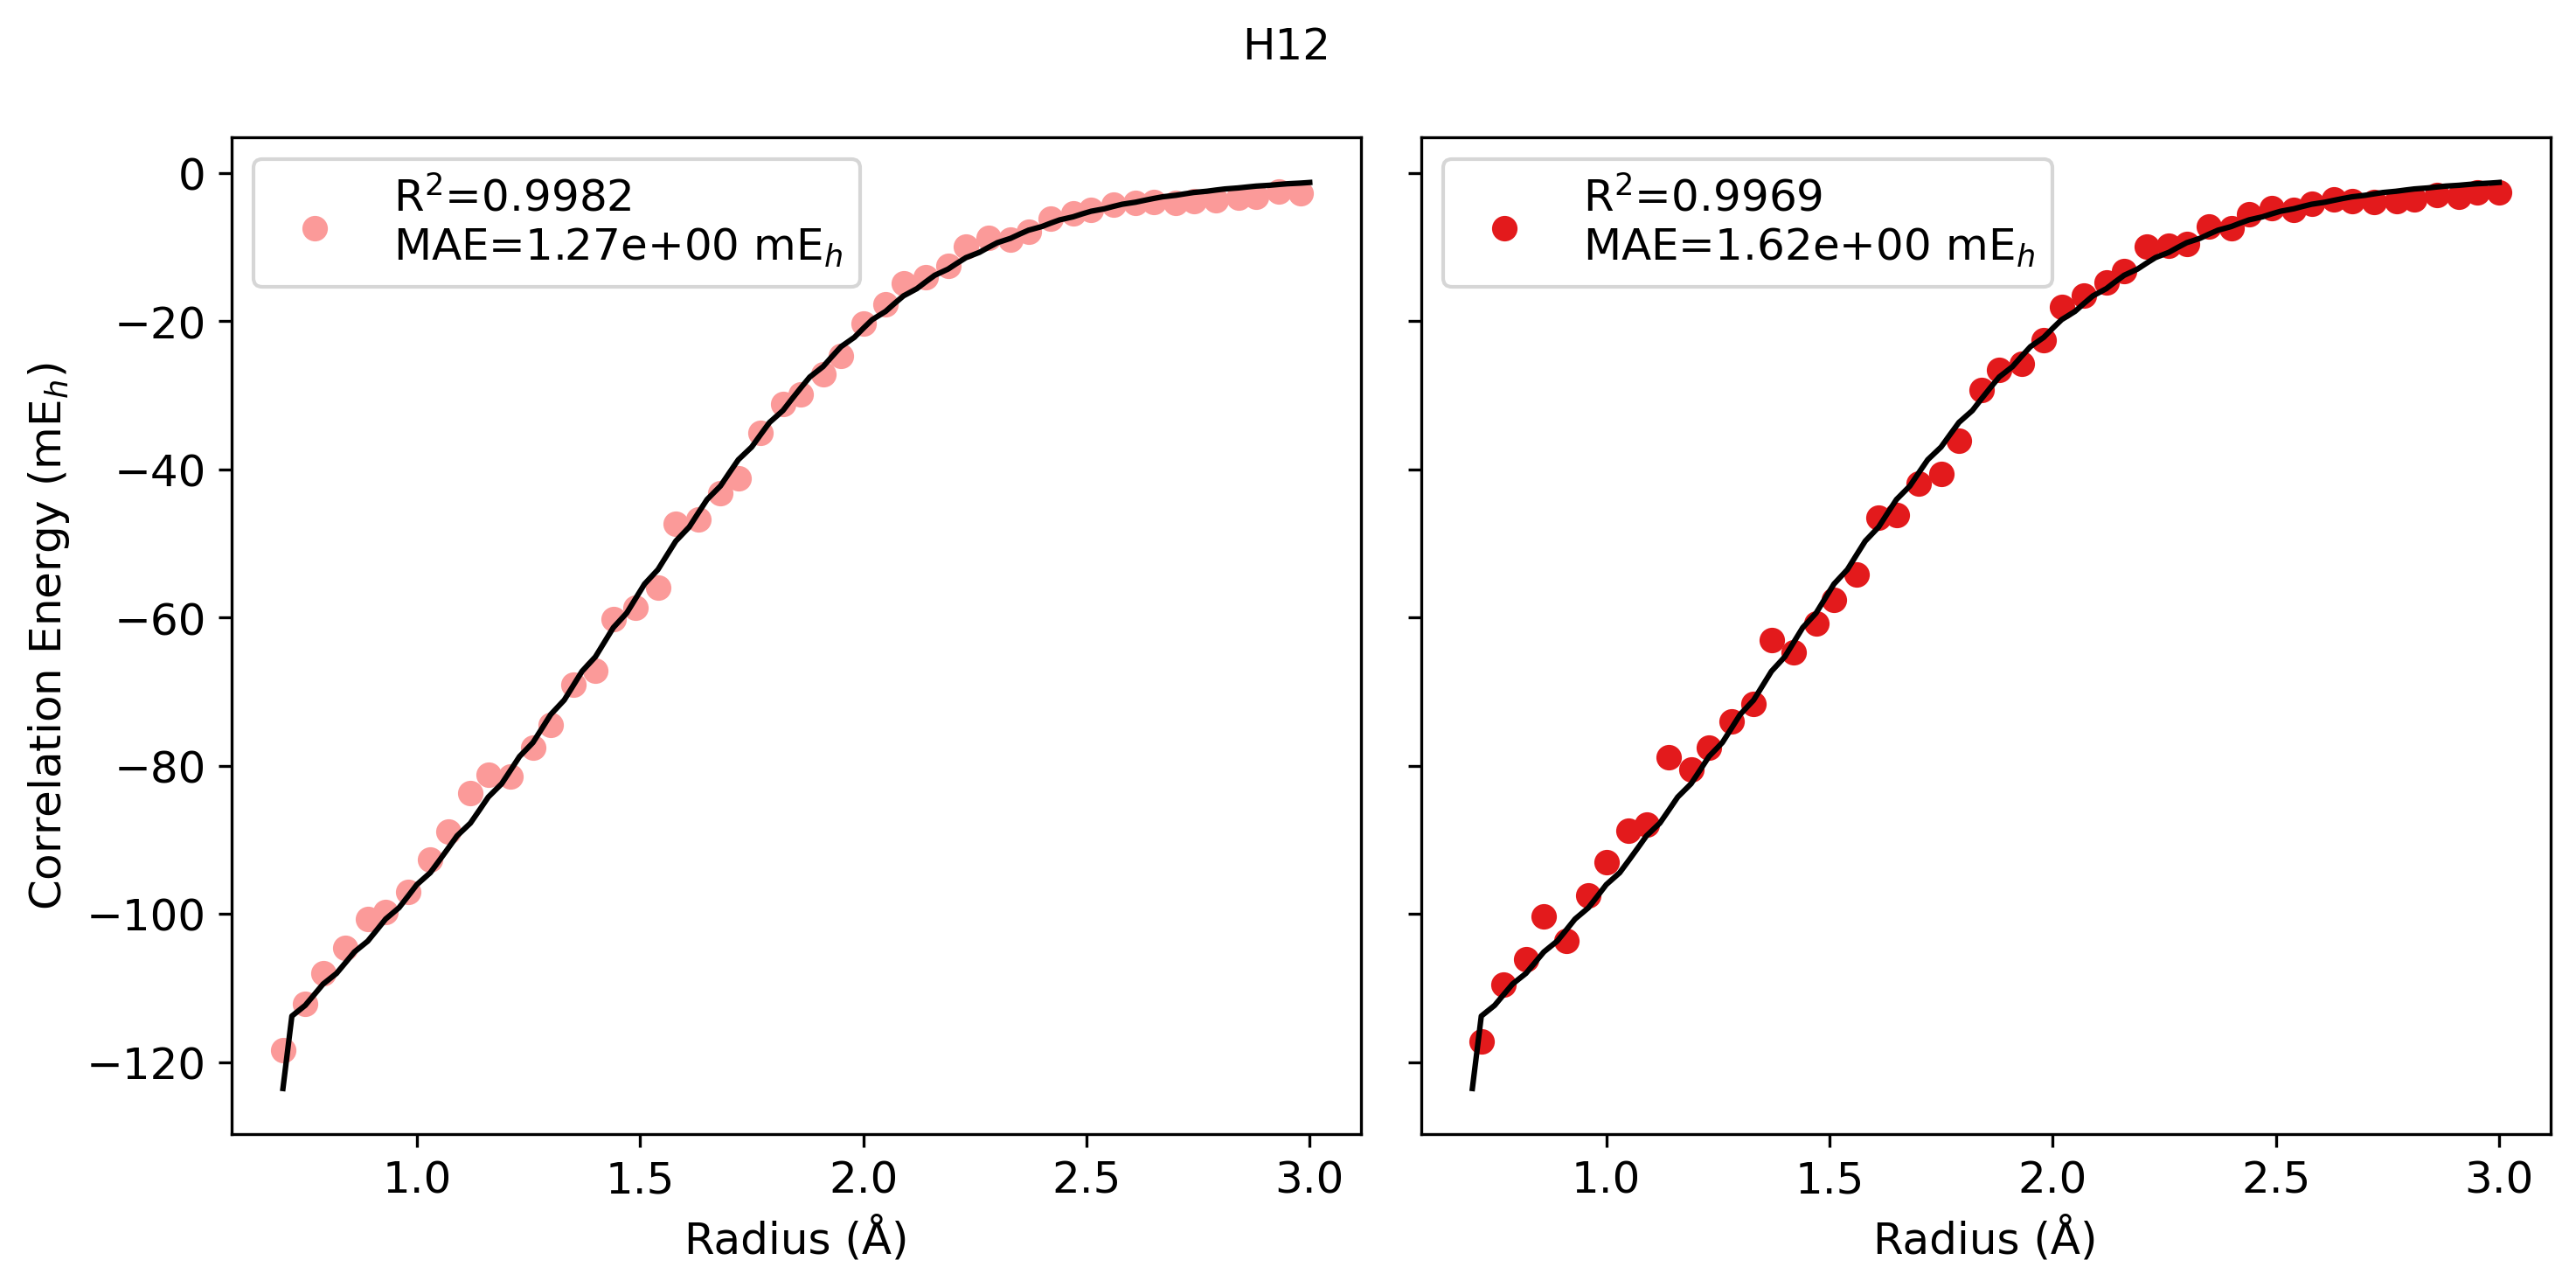 H12
R²=0.9982
MAE=1.27e+00 mEₕ
R²=0.9969
MAE=1.62e+00 mEₕ
Correlation Energy (mEₕ)
0
−20
−40
−60
−80
−100
−120
1.0 1.5 2.0 2.5 3.0
1.0 1.5 2.0 2.5 3.0
Radius (Å)
Radius (Å)